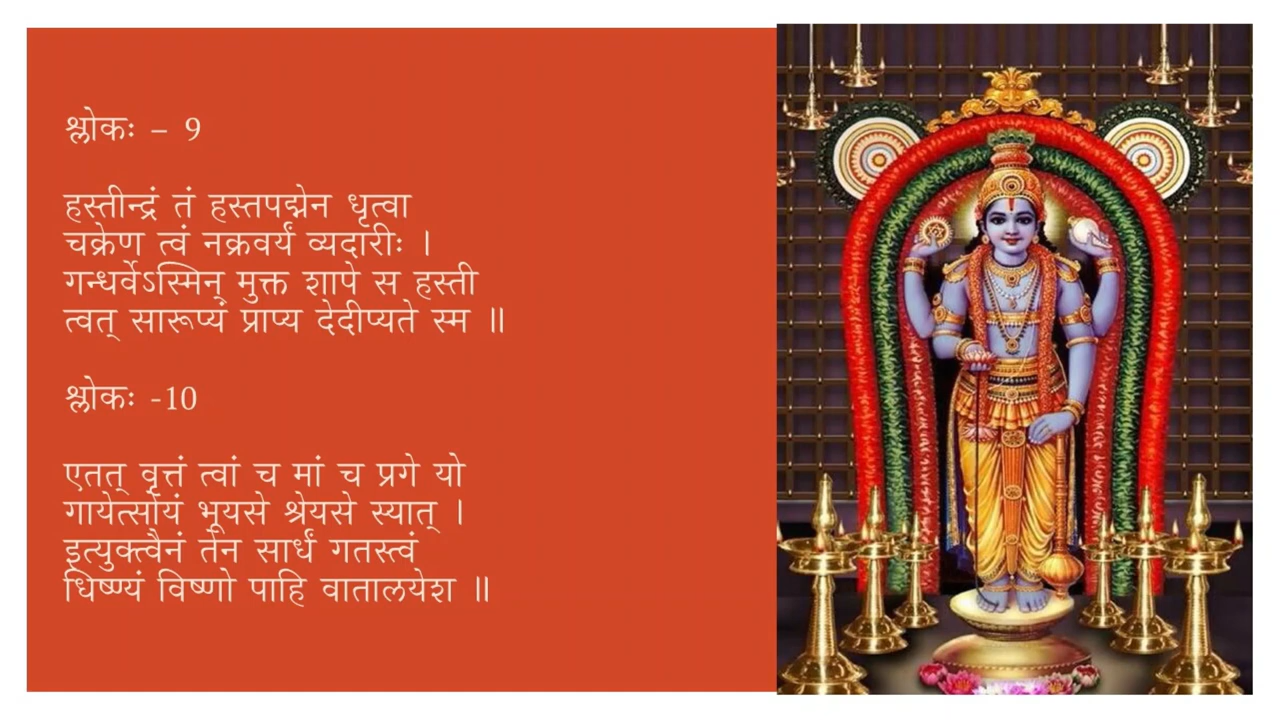 श्लोकः – 9
हस्तीन्द्रं तं हस्तपद्मेन धृत्वा
चक्रेण त्वं नक्रवर्यं व्यदारीः ।
गन्धर्वेऽस्मिन् मुक्त शापे स हस्ती
त्वत् सारूप्यं प्राप्य देदीप्यते स्म ॥
श्लोकः -10
एतत् वृत्तं त्वां च मां च प्रगे यो
गायेत्सोयं भूयसे श्रेयसे स्यात् ।
इत्युक्त्वैनं तेन सार्धं गतस्त्वं
धिष्ण्यं विष्णो पाहि वातालयेश ॥